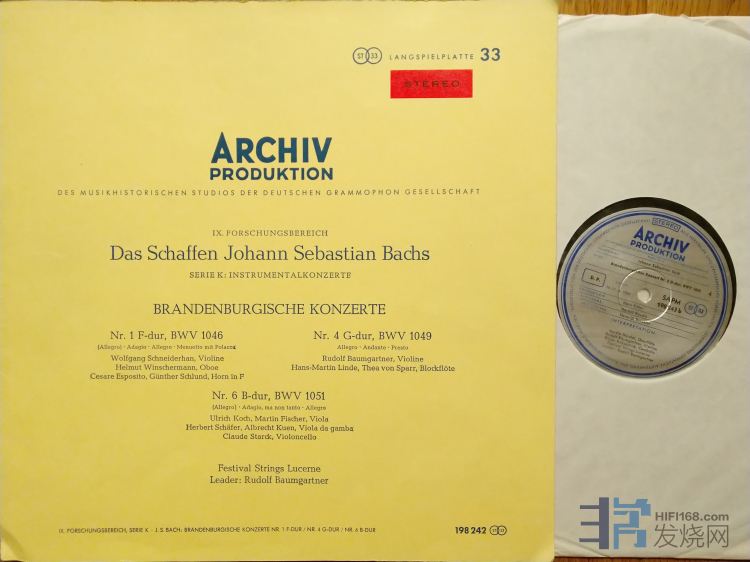 ST 33 LANGSPIELPLATTE 33
STEREO
ARCHIV
PRODUKTION
DES MUSIKHISTORISCHEN STUDIOS DER DEUTSCHEN GRAMMOPHON GESELLSCHAFT
IX. FORSCHUNGSBEREICH
Das Schaffen Johann Sebastian Bachs
SERIE K: INSTRUMENTALKONZERTE
BRANDENBURGISCHE KONZERTE
Nr. 1 F-dur, BWV 1046
[Allegro] - Adagio - Allegro - Menuetto mit Polacca
Wolfgang Schneiderhan, Violine
Helmut Winschermann, Oboe
Cesare Esposito, Günther Schlund, Horn in F
Nr. 4 G-dur, BWV 1049
Allegro - Andante - Presto
Rudolf Baumgartner, Violine
Hans-Martin Linde, Thea von Sparr, Blockflöte
Nr. 6 B-dur, BWV 1051
[Allegro] - Adagio, ma non tanto - Allegro
Ulrich Koch, Martin Fischer, Viola
Herbert Schäfer, Albrecht Kuen, Viola da gamba
Claude Starck, Violoncello
Festival Strings Lucerne
Leader: Rudolf Baumgartner
IX. FORSCHUNGSBEREICH, SERIE K - J. S. BACH: BRANDENBURGISCHE KONZERTE NR. 1 F-DUR / NR. 4 G-DUR / NR. 6 B-DUR
198 242 ST 33
STEREO
ARCHIV
PRODUKTION
Johann Sebastian Bach
SAPM
INTERPRETATION
HIFI168.com
发烧网